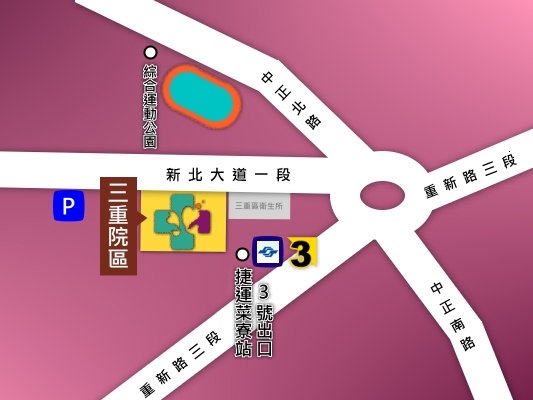 綜合運動公園
中正北路
新北大道一段
重新路三段
P
三重院區
三重區衛生所
3
捷運菜寮站
3號出口
中正南路
重新路三段